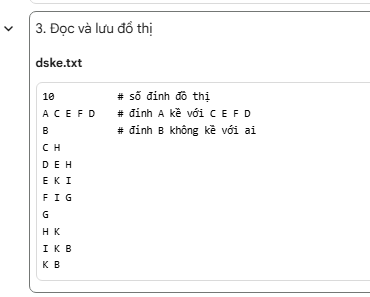 3. Đọc và lưu đồ thị
dske.txt
10 # số đỉnh đồ thị
A C E F D # đỉnh A kề với C E F D
B # đỉnh B không kề với ai
C H
D E H
E K I
F I G
G
H K
I K B
K B